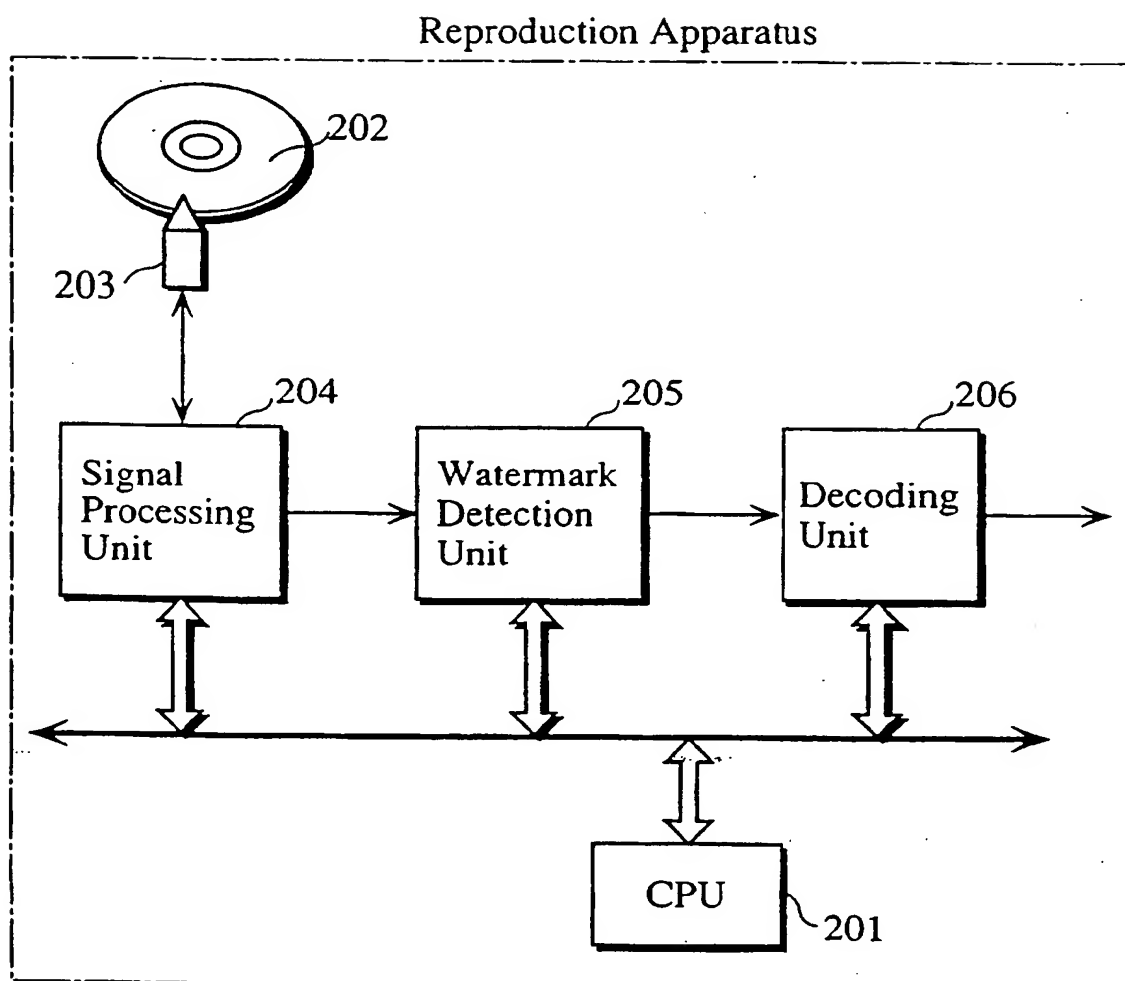 Reproduction Apparatus
202
203
204
205
206
Signal
Processing
Unit
Watermark
Detection
Unit
Decoding
Unit
CPU
201